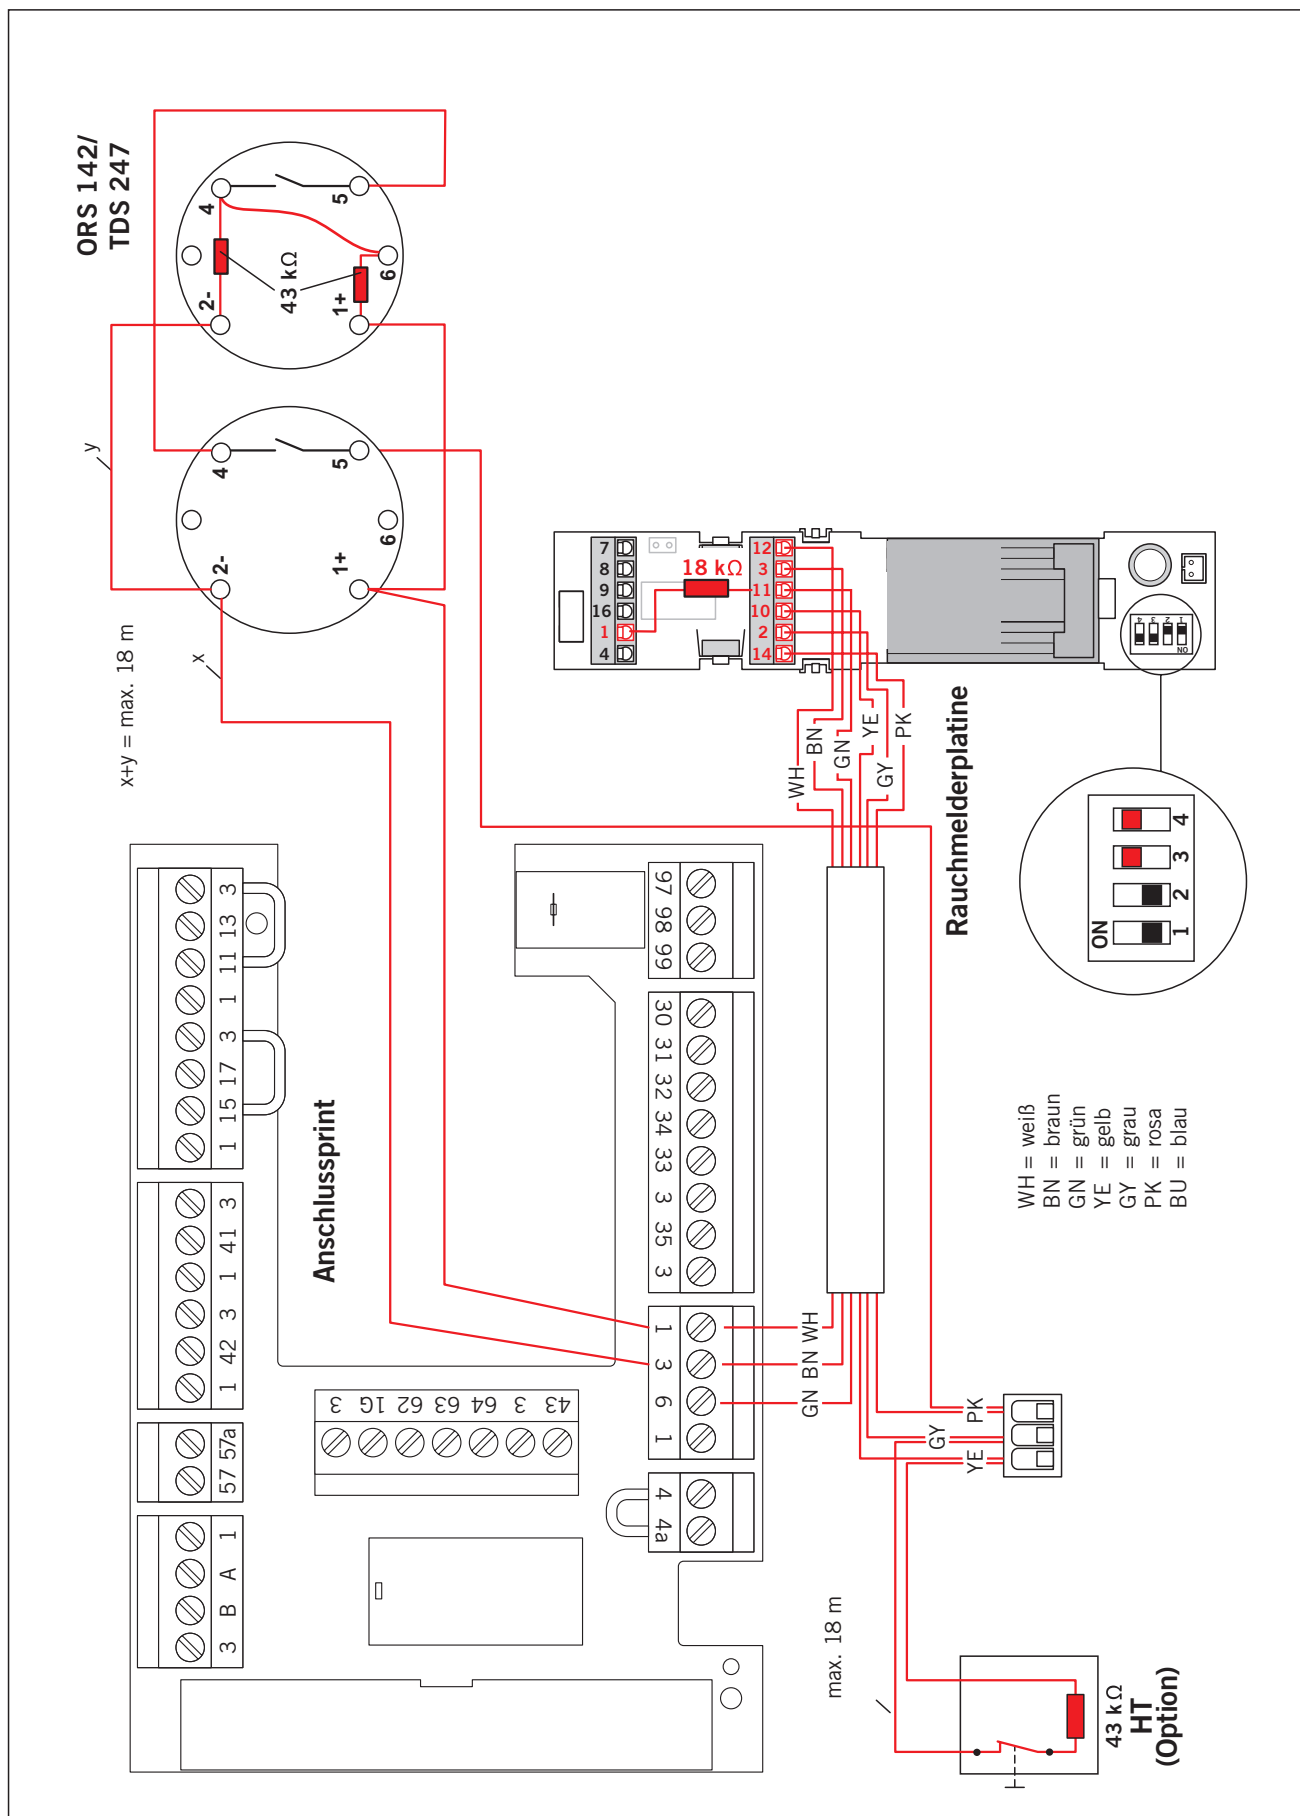 ORS 142/
TDS 247
4
5
2-
43 kΩ
1+
6
y
4
5
2-
1+
6
x+y = max. 18 m
x
7
8
9
16
1
4
18 kΩ
12
3
11
10
2
14
4
3
2
1
ON
WH
BN
GN
YE
GY
PK
Rauchmelderplatine
ON
1
2
3
4
Anschlussprint
3 B A 1
57 57a
1 42 3 1 41 3
1 15 17 3 1 11 13 3
3 1G 62 63 64 3 43
4a 4
1 6 3 1
3 35 3 33 34 32 31 30
99 98 97
GN BN WH
YE
GY
PK
max. 18 m
43 kΩ
HT
(Option)
WH = weiß
BN = braun
GN = grün
YE = gelb
GY = grau
PK = rosa
BU = blau